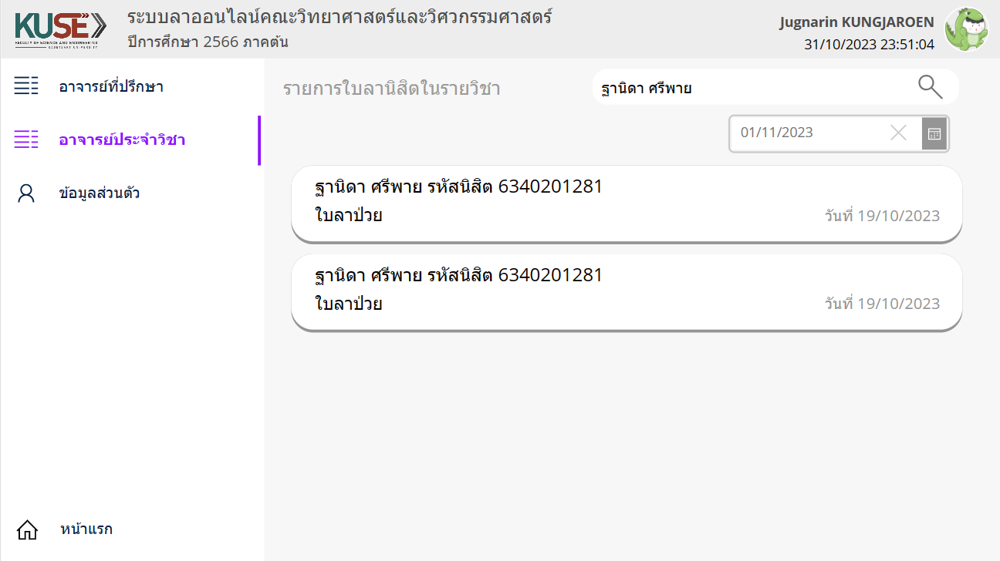 KUSE
FACULTY OF SCIENCE AND ENGINEERING
KASETSART UNIVERSITY
ระบบลาออนไลน์คณะวิทยาศาสตร์และวิศวกรรมศาสตร์
ปีการศึกษา 2566 ภาคต้น
Jugnarin KUNGJAROEN
31/10/2023 23:51:04
อาจารย์ที่ปรึกษา
อาจารย์ประจำวิชา
ข้อมูลส่วนตัว
หน้าแรก
รายการใบลานิสิตในรายวิชา
ฐานิดา ศรีพาย
01/11/2023
ฐานิดา ศรีพาย รหัสนิสิต 6340201281
ใบลาป่วย
วันที่ 19/10/2023
ฐานิดา ศรีพาย รหัสนิสิต 6340201281
ใบลาป่วย
วันที่ 19/10/2023